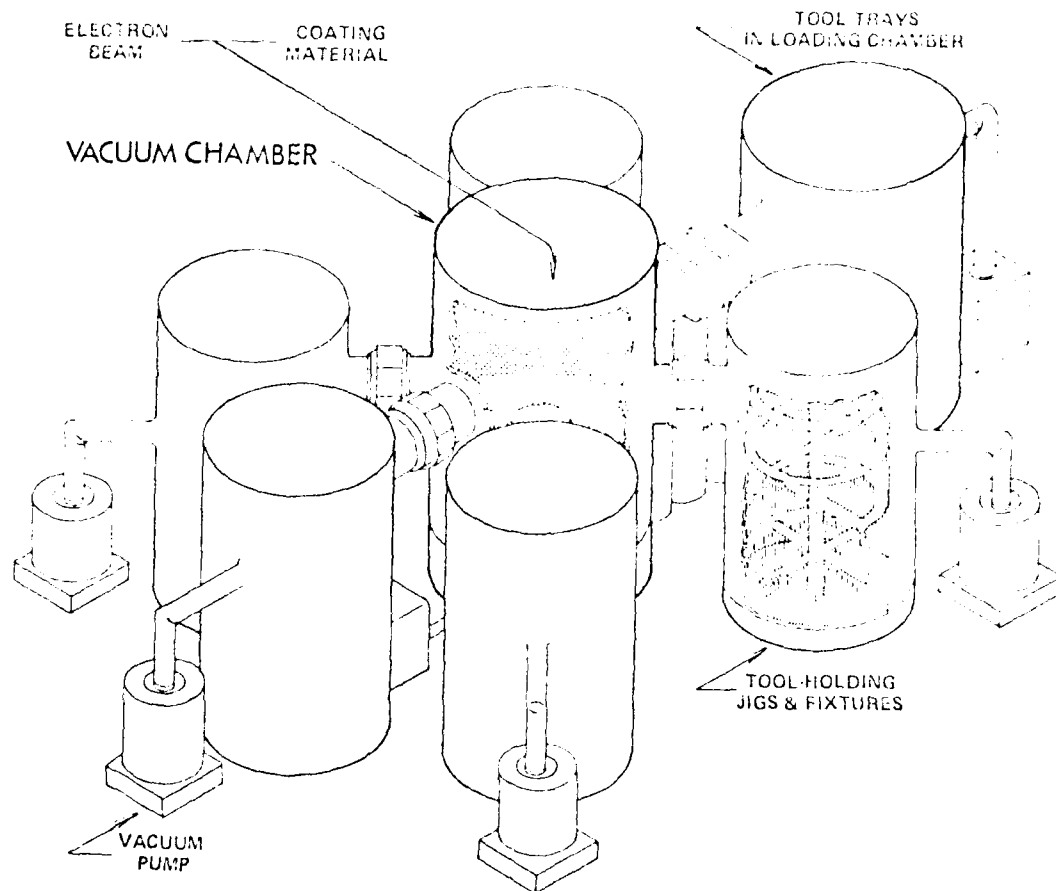 ELECTRON
BEAM
COATING
MATERIAL
TOOL TRAYS
IN LOADING CHAMBER
VACUUM CHAMBER
TOOL-HOLDING
JIGS & FIXTURES
VACUUM
PUMP